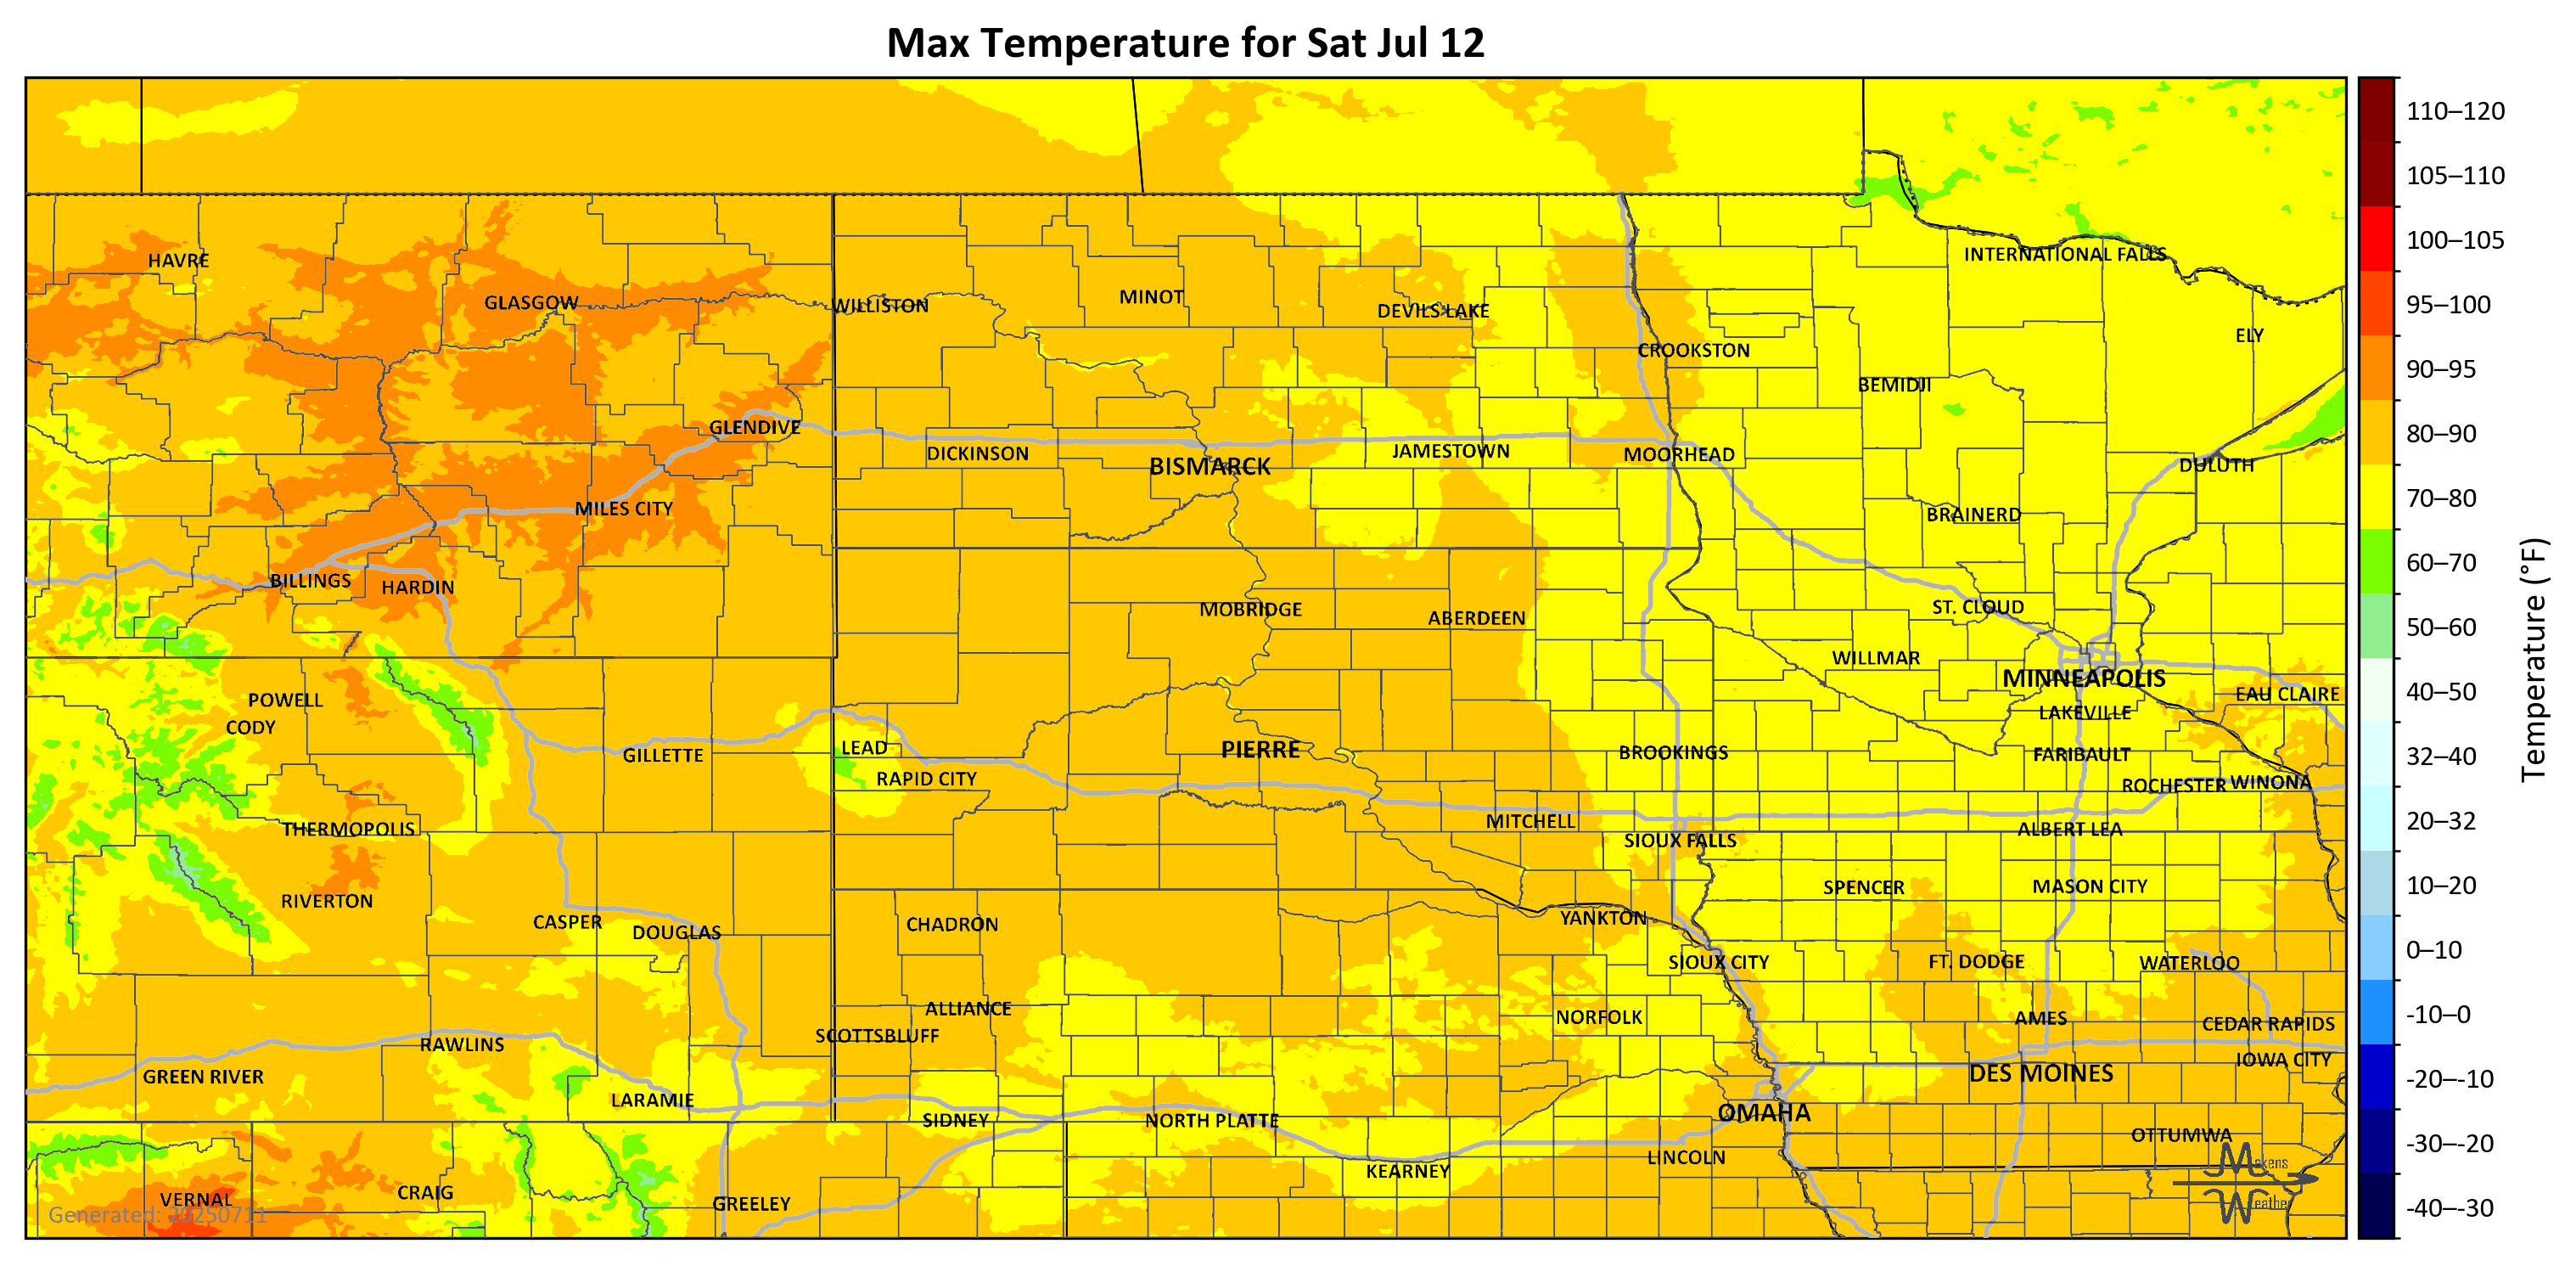 Max Temperature for Sat Jul 12
110–120
105–110
100–105
95–100
90–95
80–90
70–80
60–70
50–60
40–50
32–40
20–32
10–20
0–10
-10–0
-20–-10
-30–-20
-40–-30
Temperature (°F)
HAVRE
GLASGOW
WILLISTON
MINOT
DEVILS LAKE
INTERNATIONAL FALLS
ELY
CROOKSTON
BEMIDJI
GLENDIVE
DICKINSON
BISMARCK
JAMESTOWN
MOORHEAD
DULUTH
MILES CITY
BRAINERD
BILLINGS
HARDIN
MOBRIDGE
ABERDEEN
ST. CLOUD
WILLMAR
MINNEAPOLIS
EAU CLAIRE
POWELL
CODY
LAKEVILLE
GILLETTE
LEAD
RAPID CITY
PIERRE
BROOKINGS
FARIBAULT
ROCHESTER
WINONA
THERMOPOLIS
MITCHELL
SIOUX FALLS
ALBERT LEA
RIVERTON
SPENCER
MASON CITY
CASPER
DOUGLAS
CHADRON
YANKTON
SIOUX CITY
FT. DODGE
WATERLOO
ALLIANCE
NORFOLK
AMES
CEDAR RAPIDS
SCOTTSBLUFF
RAWLINS
IOWA CITY
GREEN RIVER
DES MOINES
LARAMIE
SIDNEY
NORTH PLATTE
OMAHA
OTTUMWA
LINCOLN
KEARNEY
VERNAL
CRAIG
GREELEY
Generated: 20250711
Makens
Weather